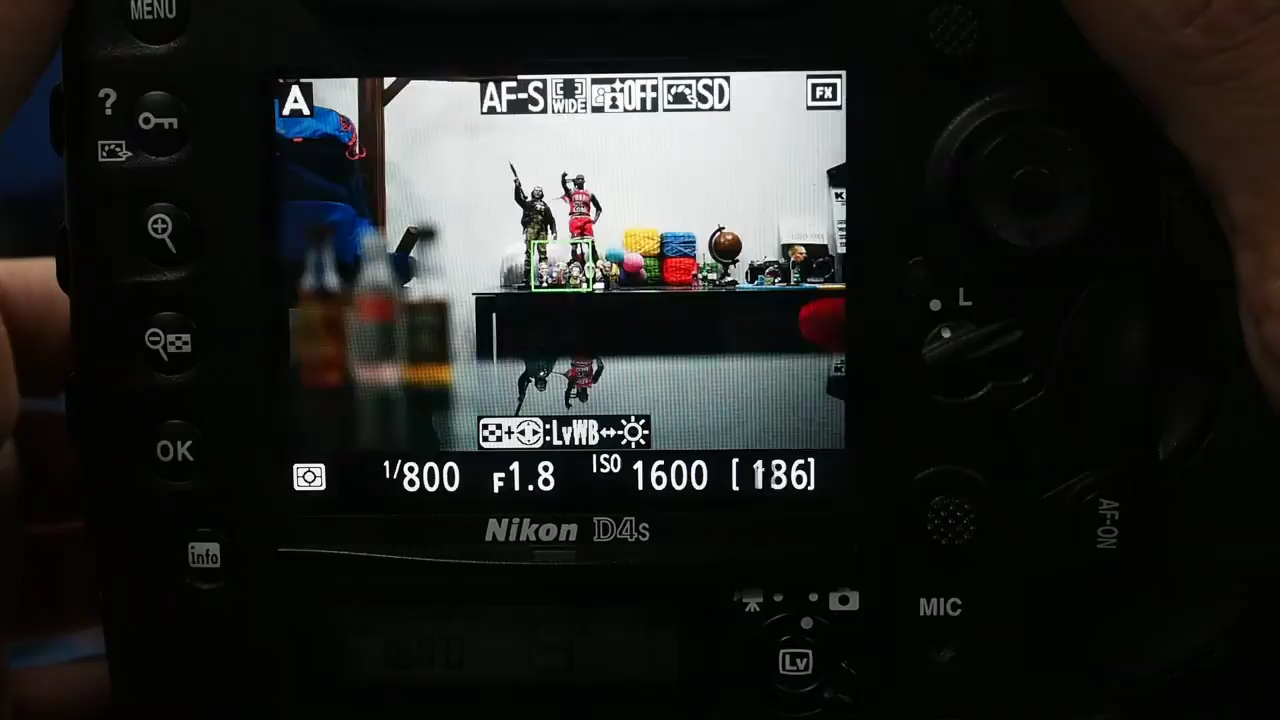 MENU
A AF-S WIDE OFF SD FX
?
L
:LvWB
OK
1/800 F1.8 ISO 1600 [186]
Nikon D4s
AF-ON
info
MIC
Lv